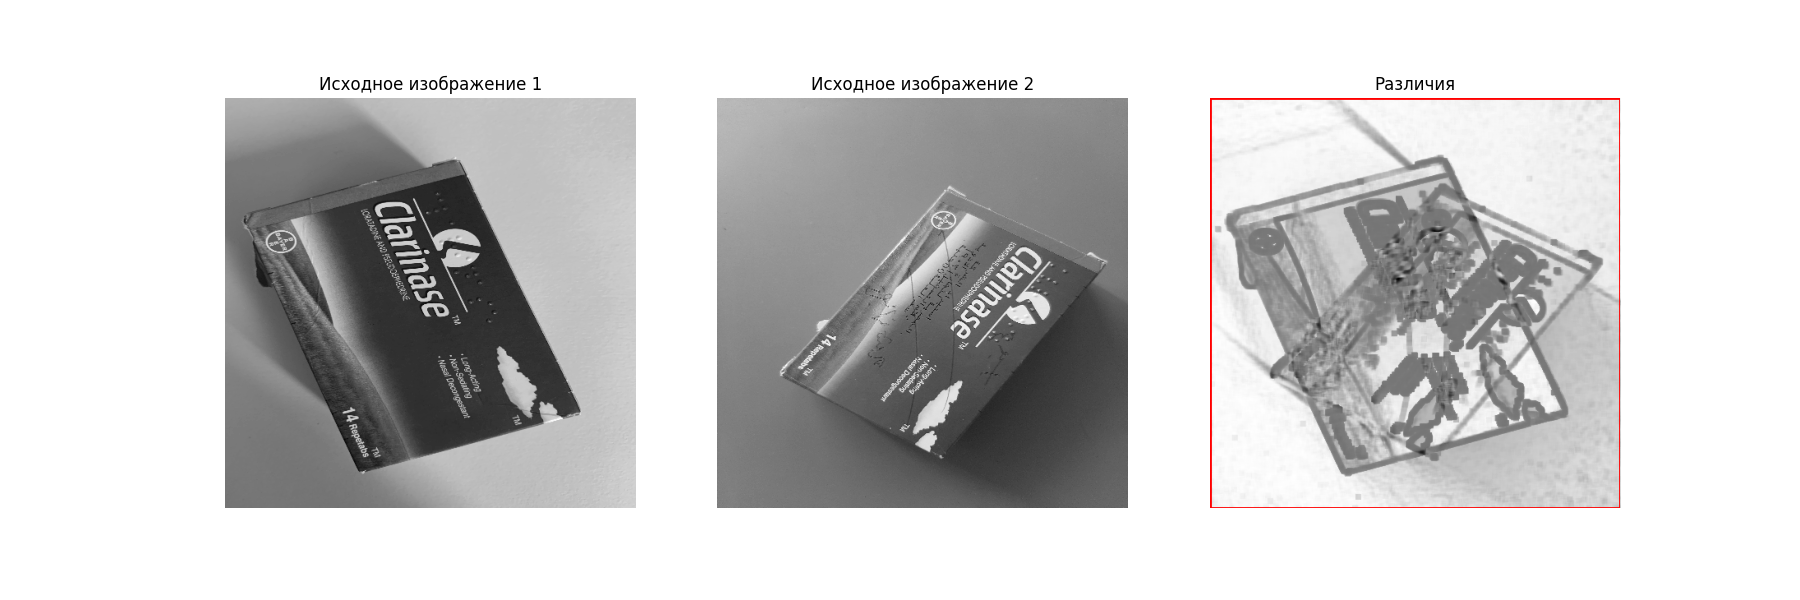 Исходное изображение 1
Исходное изображение 2
Различия
Clarinase
LORATADINE AND PSEUDOEPHEDRINE
TM
• Long-Acting
• Non-Sedating
• Nasal Decongestant
TM
14 Repetabs TM
BAYER
Clarinase
LORATADINE AND PSEUDOEPHEDRINE
TM
• Long-Acting
• Non-Sedating
• Nasal Decongestant
TM
14 Repetabs TM